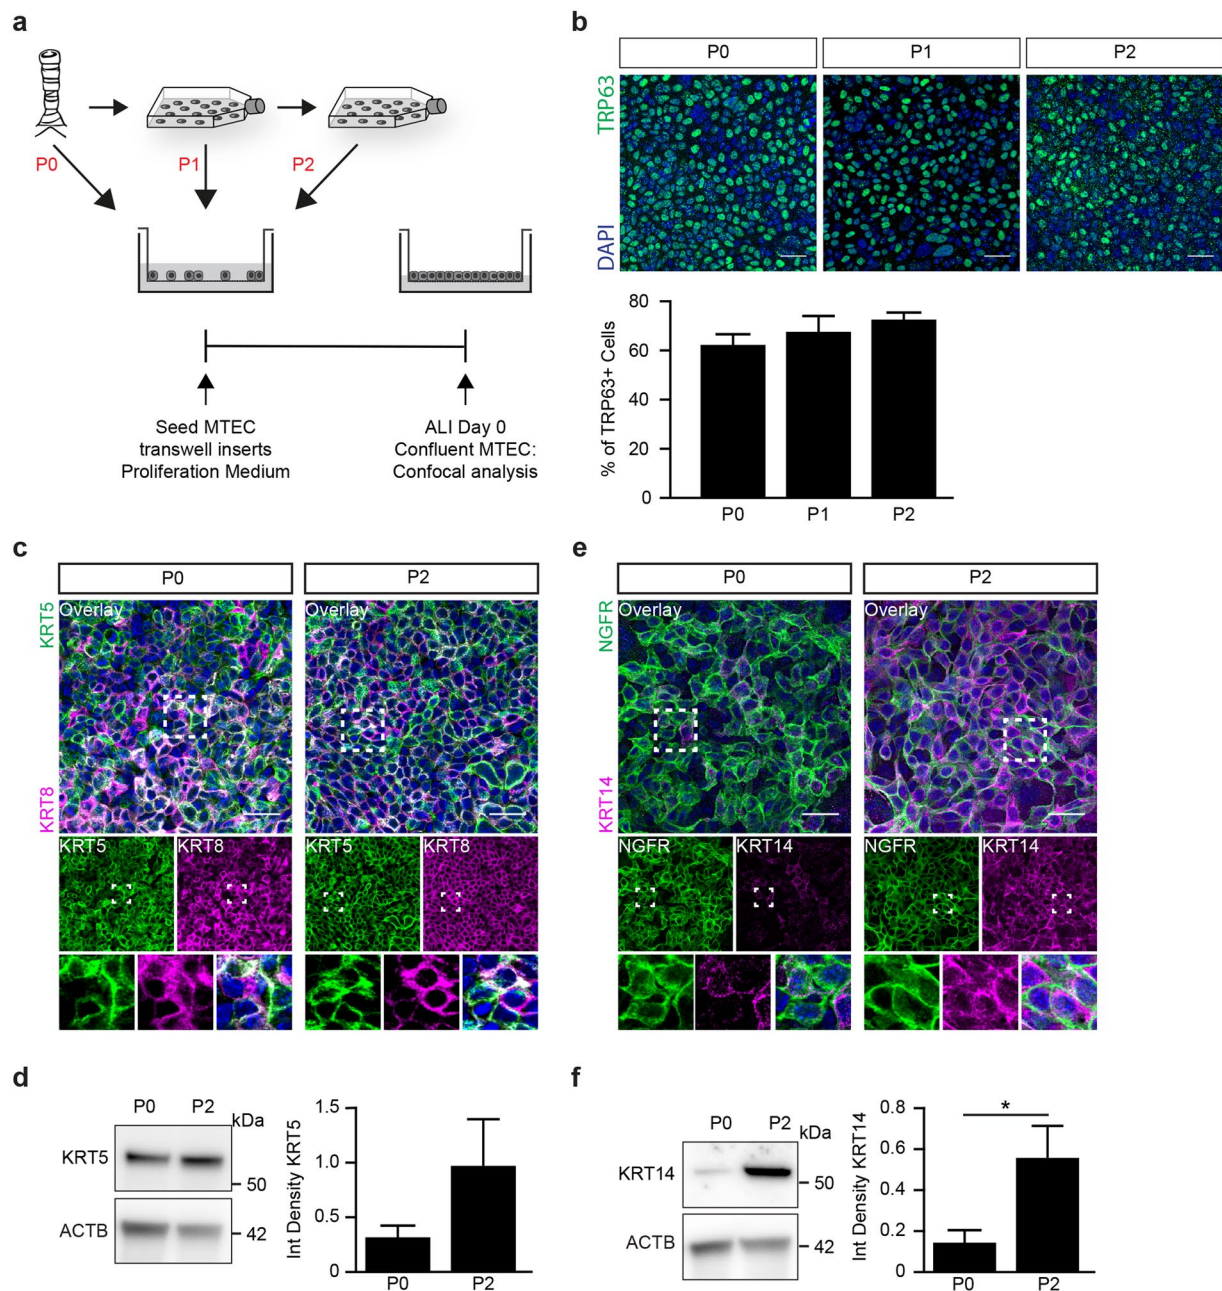 a
P0
P1
P2
Seed MTEC
transwell inserts
Proliferation Medium
ALI Day 0
Confluent MTEC:
Confocal analysis
b
P0 P1 P2
TRP63
DAPI
% of TRP63+ Cells
80
60
40
20
0
P0 P1 P2
c
P0 P2
KRT5
KRT8
Overlay Overlay
KRT5 KRT8 KRT5 KRT8
e
P0 P2
NGFR
KRT14
NGFR
KRT14
Overlay Overlay
NGFR KRT14 NGFR KRT14
d
P0 P2 kDa
KRT5
50
ACTB
42
Int Density KRT5
1.5
1.0
0.5
0
P0 P2
f
P0 P2 kDa
KRT14
50
ACTB
42
Int Density KRT14
0.8
0.6
0.4
0.2
0
*
P0 P2